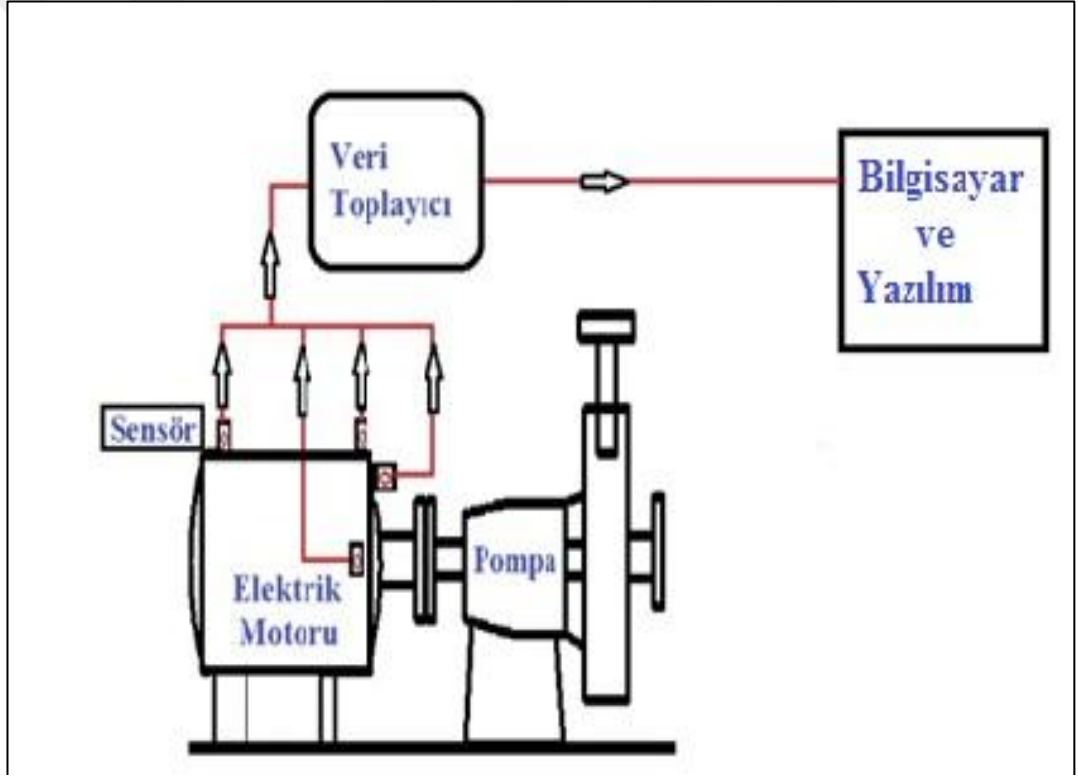 Veri
Toplayıcı
Bilgisayar
ve
Yazılım
Sensör
Elektrik
Motoru
Pompa